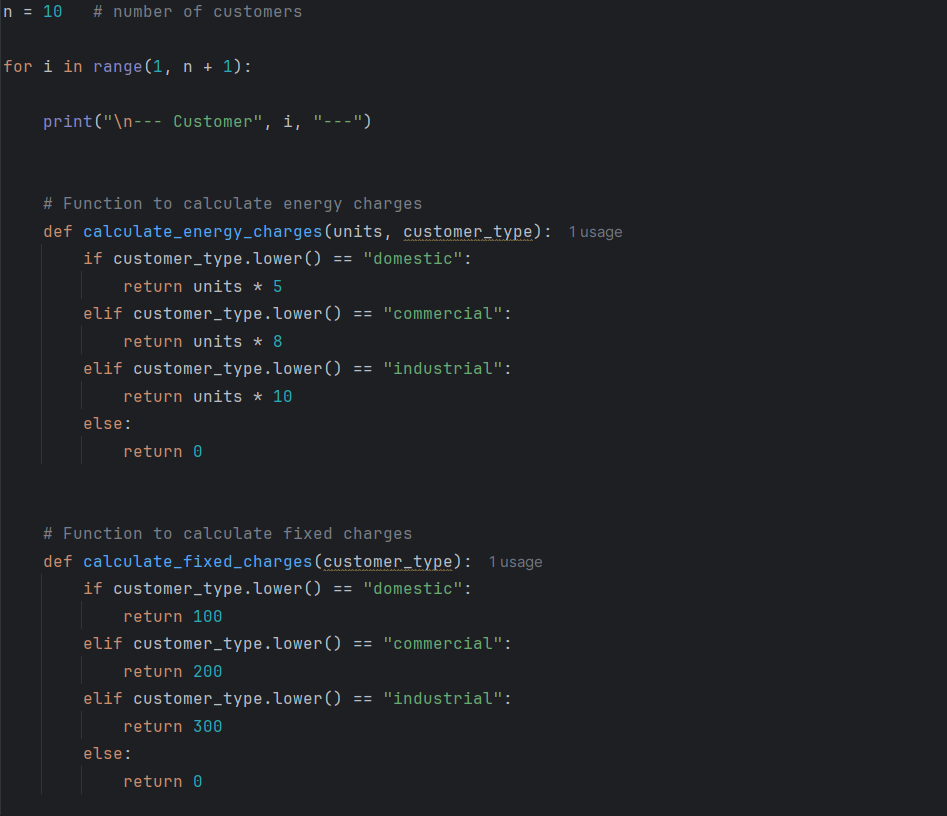 n = 10   # number of customers
for i in range(1, n + 1):
    print("\n--- Customer", i, "---")
    # Function to calculate energy charges
    def calculate_energy_charges(units, customer_type):  1 usage
        if customer_type.lower() == "domestic":
            return units * 5
        elif customer_type.lower() == "commercial":
            return units * 8
        elif customer_type.lower() == "industrial":
            return units * 10
        else:
            return 0
    # Function to calculate fixed charges
    def calculate_fixed_charges(customer_type):  1 usage
        if customer_type.lower() == "domestic":
            return 100
        elif customer_type.lower() == "commercial":
            return 200
        elif customer_type.lower() == "industrial":
            return 300
        else:
            return 0